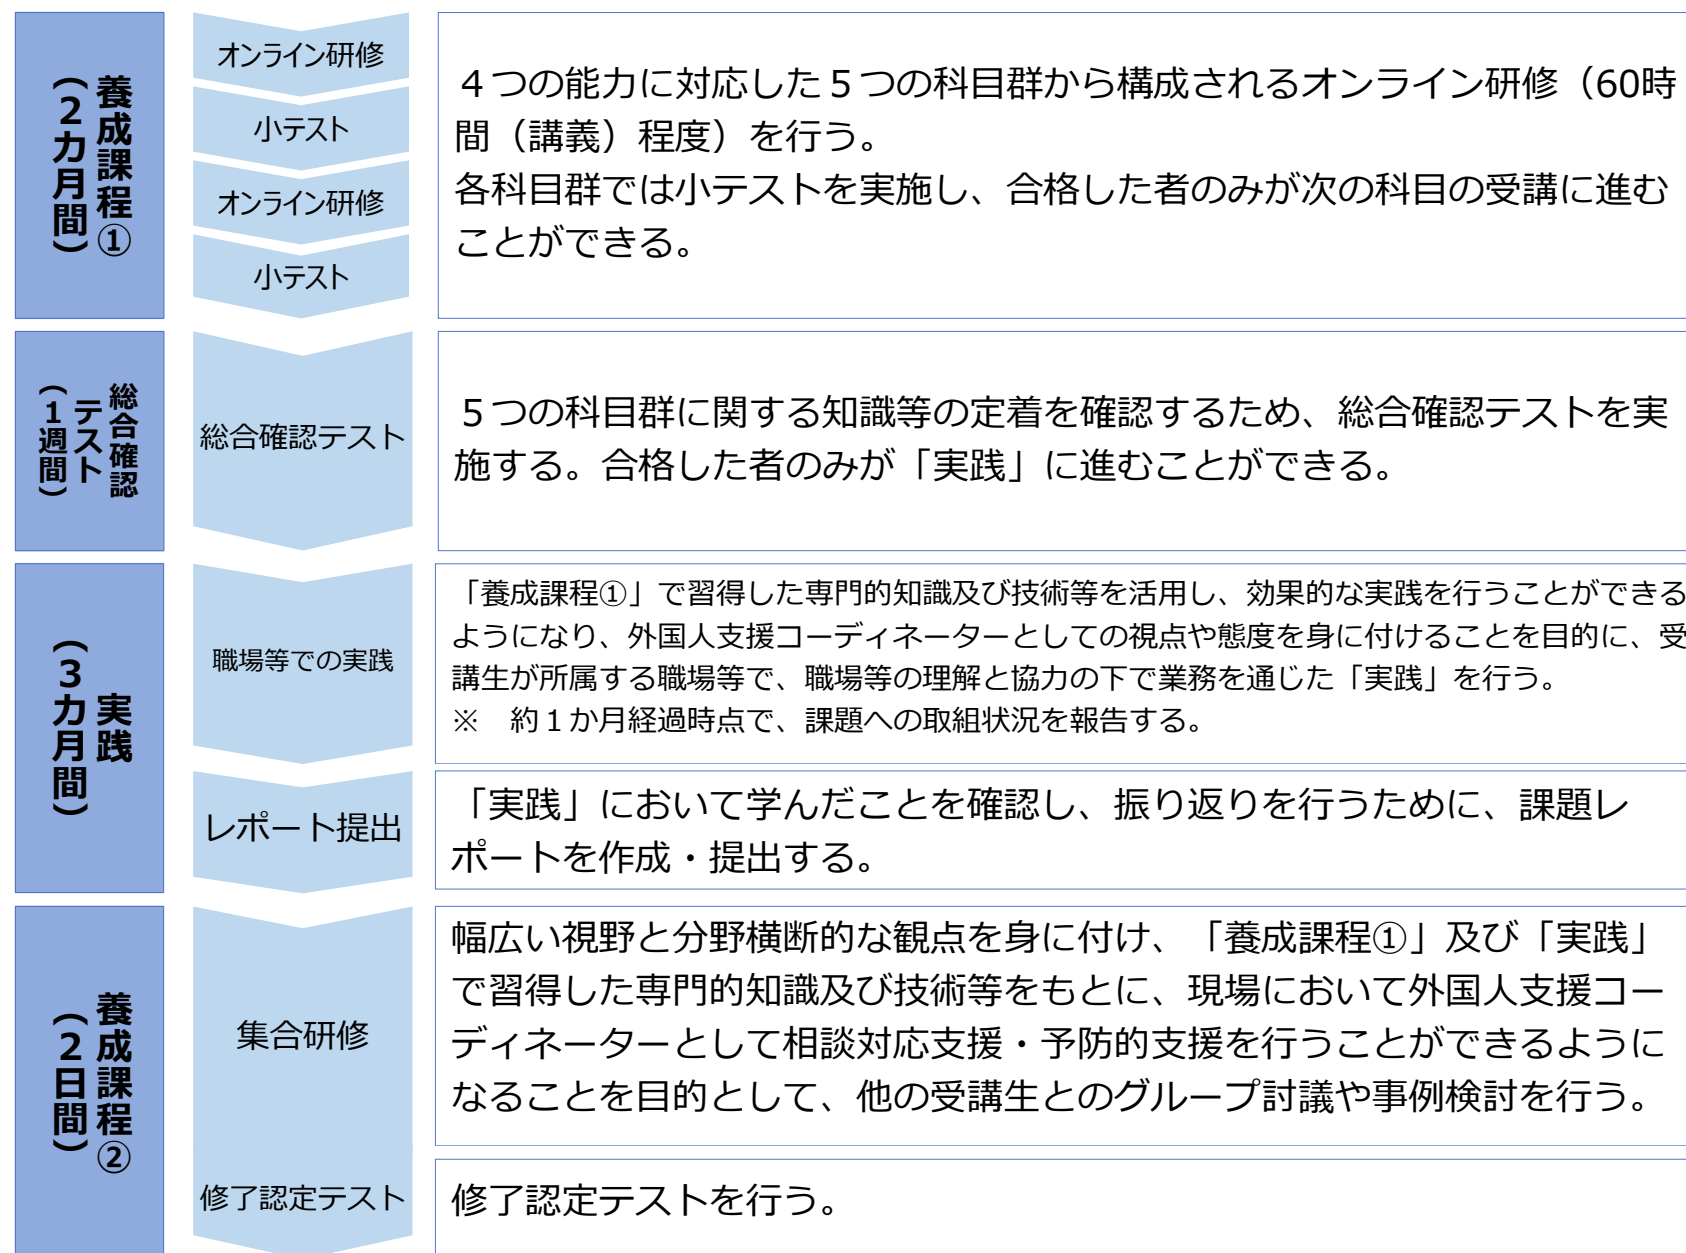 養成課程①
（２カ月間）
オンライン研修
小テスト
オンライン研修
小テスト
４つの能力に対応した５つの科目群から構成されるオンライン研修（60時
間（講義）程度）を行う。
各科目群では小テストを実施し、合格した者のみが次の科目の受講に進む
ことができる。
総合確認
テスト
（１週間）
総合確認テスト
５つの科目群に関する知識等の定着を確認するため、総合確認テストを実
施する。合格した者のみが「実践」に進むことができる。
実践
（３カ月間）
職場等での実践
「養成課程①」で習得した専門的知識及び技術等を活用し、効果的な実践を行うことができる
ようになり、外国人支援コーディネーターとしての視点や態度を身に付けることを目的に、受
講生が所属する職場等で、職場等の理解と協力の下で業務を通じた「実践」を行う。
※　約１か月経過時点で、課題への取組状況を報告する。
レポート提出
「実践」において学んだことを確認し、振り返りを行うために、課題レ
ポートを作成・提出する。
養成課程②
（２日間）
集合研修
幅広い視野と分野横断的な観点を身に付け、「養成課程①」及び「実践」
で習得した専門的知識及び技術等をもとに、現場において外国人支援コー
ディネーターとして相談対応支援・予防的支援を行うことができるように
なることを目的として、他の受講生とのグループ討議や事例検討を行う。
修了認定テスト
修了認定テストを行う。